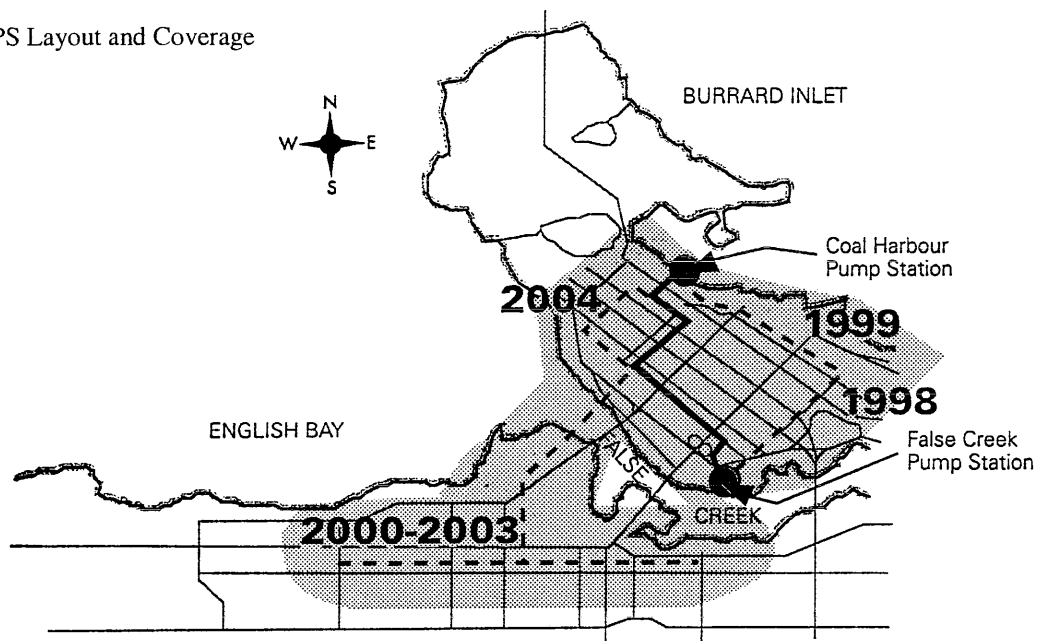 PS Layout and Coverage
N
W E
S
BURRARD INLET
Coal Harbour
Pump Station
2004
1999
1998
ENGLISH BAY
False Creek
Pump Station
FALSE
CREEK
2000-2003